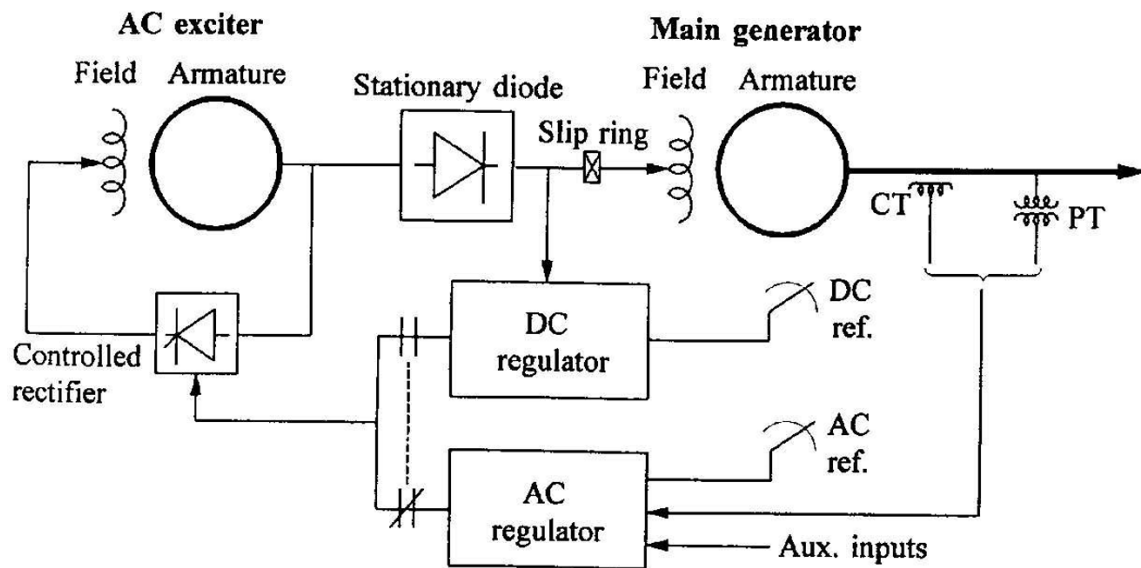 AC exciter
Main generator
Field
Armature
Stationary diode
Field
Armature
Slip ring
CT
PT
DC
regulator
DC
ref.
Controlled
rectifier
AC
regulator
AC
ref.
Aux. inputs